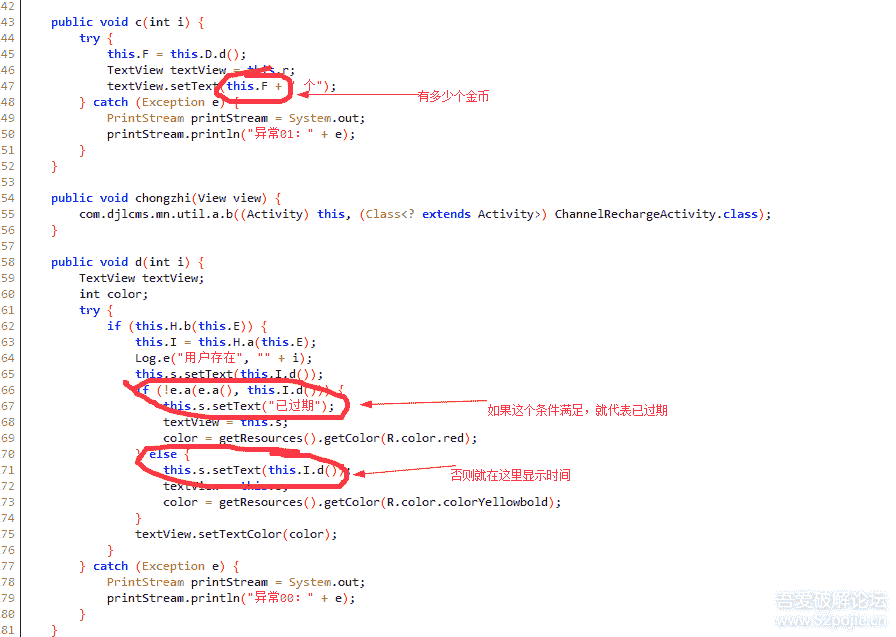 42
43 public void c(int i) {
44 try {
45 this.F = this.D.d();
46 TextView textView = this.r;
47 textView.setText(this.F + " 个");
有多少个金币
48 } catch (Exception e) {
49 PrintStream printStream = System.out;
50 printStream.println("异常01: " + e);
51 }
52 }
53
54 public void chongzhi(View view) {
55 com.djlcms.mn.util.a.b((Activity) this, (Class<? extends Activity>) ChannelRechargeActivity.class);
56 }
57
58 public void d(int i) {
59 TextView textView;
60 int color;
61 try {
62 if (this.H.b(this.E)) {
63 this.I = this.H.a(this.E);
64 Log.e("用户存在", "" + i);
65 this.s.setText(this.I.d());
66 if (!e.a(e.a(), this.I.d())) {
67 this.s.setText("已过期");
如果这个条件满足，就代表已过期
68 textView = this.s;
69 color = getResources().getColor(R.color.red);
70 } else {
71 this.s.setText(this.I.d());
否则就在这里显示时间
72 textView = this.s;
73 color = getResources().getColor(R.color.colorYellowbold);
74 }
75 textView.setTextColor(color);
76 }
77 } catch (Exception e) {
78 PrintStream printStream = System.out;
79 printStream.println("异常00: " + e);
80 }
81 }
吾爱破解论坛
www.52pojie.cn